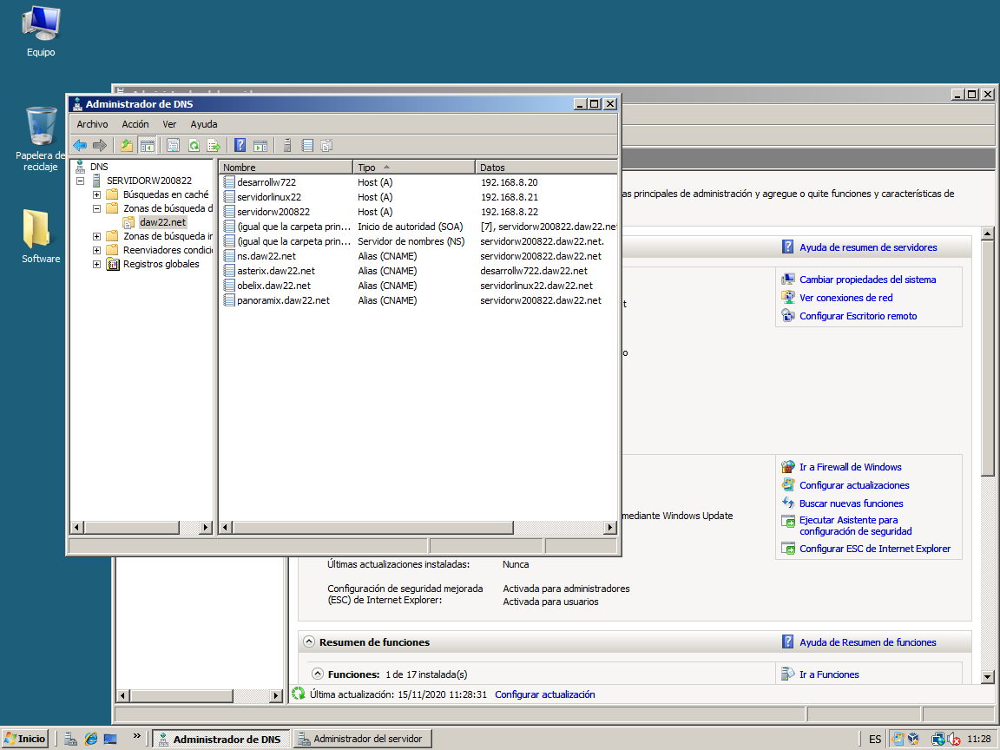 Equipo
Papelera de
reciclaje
Software
Administrador de DNS
Archivo Acción Ver Ayuda
DNS
SERVIDORW200822
Búsquedas en caché
Zonas de búsqueda d
daw22.net
Zonas de búsqueda ir
Reenviadores condici
Registros globales
Nombre Tipo Datos
desarrollw722 Host (A) 192.168.8.20
servidorlinux22 Host (A) 192.168.8.21
servidorw200822 Host (A) 192.168.8.22
(igual que la carpeta prin... Inicio de autoridad (SOA) [7], servidorw200822.daw22.net
(igual que la carpeta prin... Servidor de nombres (NS) servidorw200822.daw22.net.
ns.daw22.net Alias (CNAME) servidorw200822.daw22.net
asterix.daw22.net Alias (CNAME) desarrollw722.daw22.net
obelix.daw22.net Alias (CNAME) servidorlinux22.daw22.net
panoramix.daw22.net Alias (CNAME) servidorw200822.daw22.net
as principales de administración y agregue o quite funciones y características de
Ayuda de resumen de servidores
Cambiar propiedades del sistema
Ver conexiones de red
Configurar Escritorio remoto
t
o
Ir a Firewall de Windows
Configurar actualizaciones
Buscar nuevas funciones
Ejecutar Asistente para
configuración de seguridad
Configurar ESC de Internet Explorer
mediante Windows Update
Últimas actualizaciones instaladas: Nunca
Configuración de seguridad mejorada Activada para administradores
(ESC) de Internet Explorer: Activada para usuarios
Resumen de funciones Ayuda de Resumen de funciones
Funciones: 1 de 17 instalada(s) Ir a Funciones
Última actualización: 15/11/2020 11:28:31 Configurar actualización
Inicio » Administrador de DNS Administrador del servidor ES 11:28